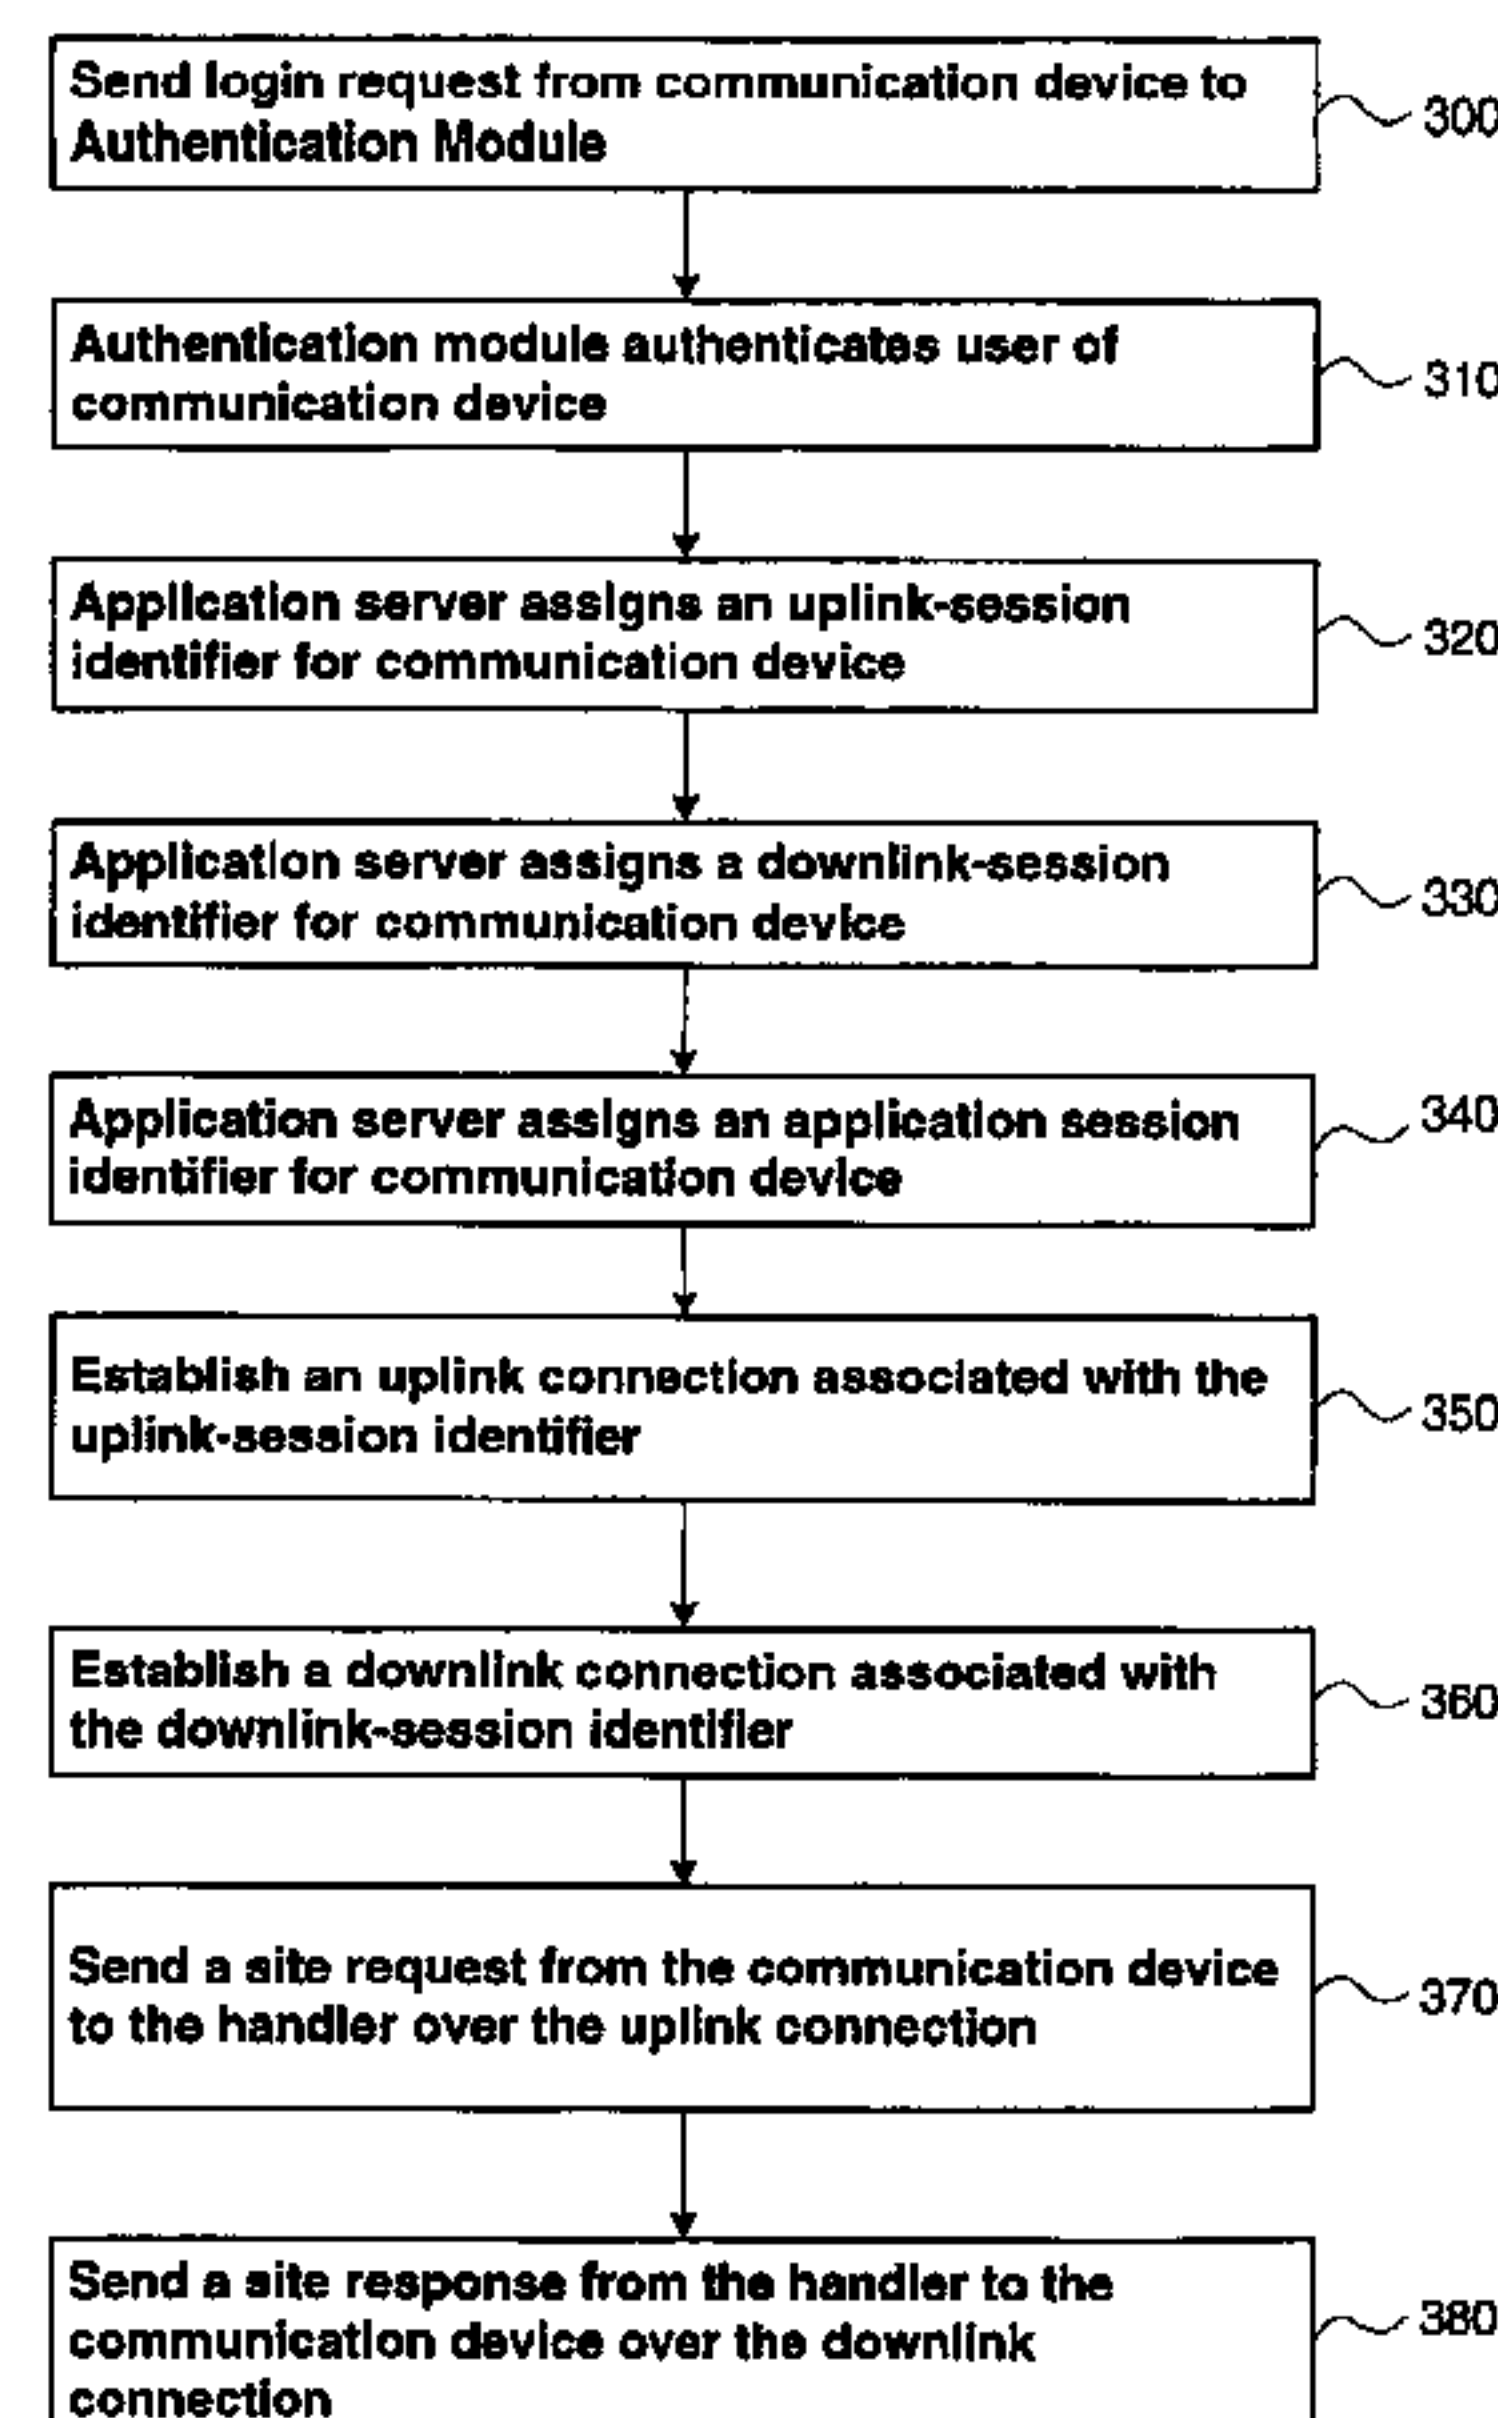 Send login request from communication device to
Authentication Module
300
Authentication module authenticates user of
communication device
310
Application server assigns an uplink-session
identifier for communication device
320
Application server assigns a downlink-session
identifier for communication device
330
Application server assigns an application session
identifier for communication device
340
Establish an uplink connection associated with the
uplink-session identifier
350
Establish a downlink connection associated with
the downlink-session identifier
360
Send a site request from the communication device
to the handler over the uplink connection
370
Send a site response from the handler to the
communication device over the downlink
connection
380